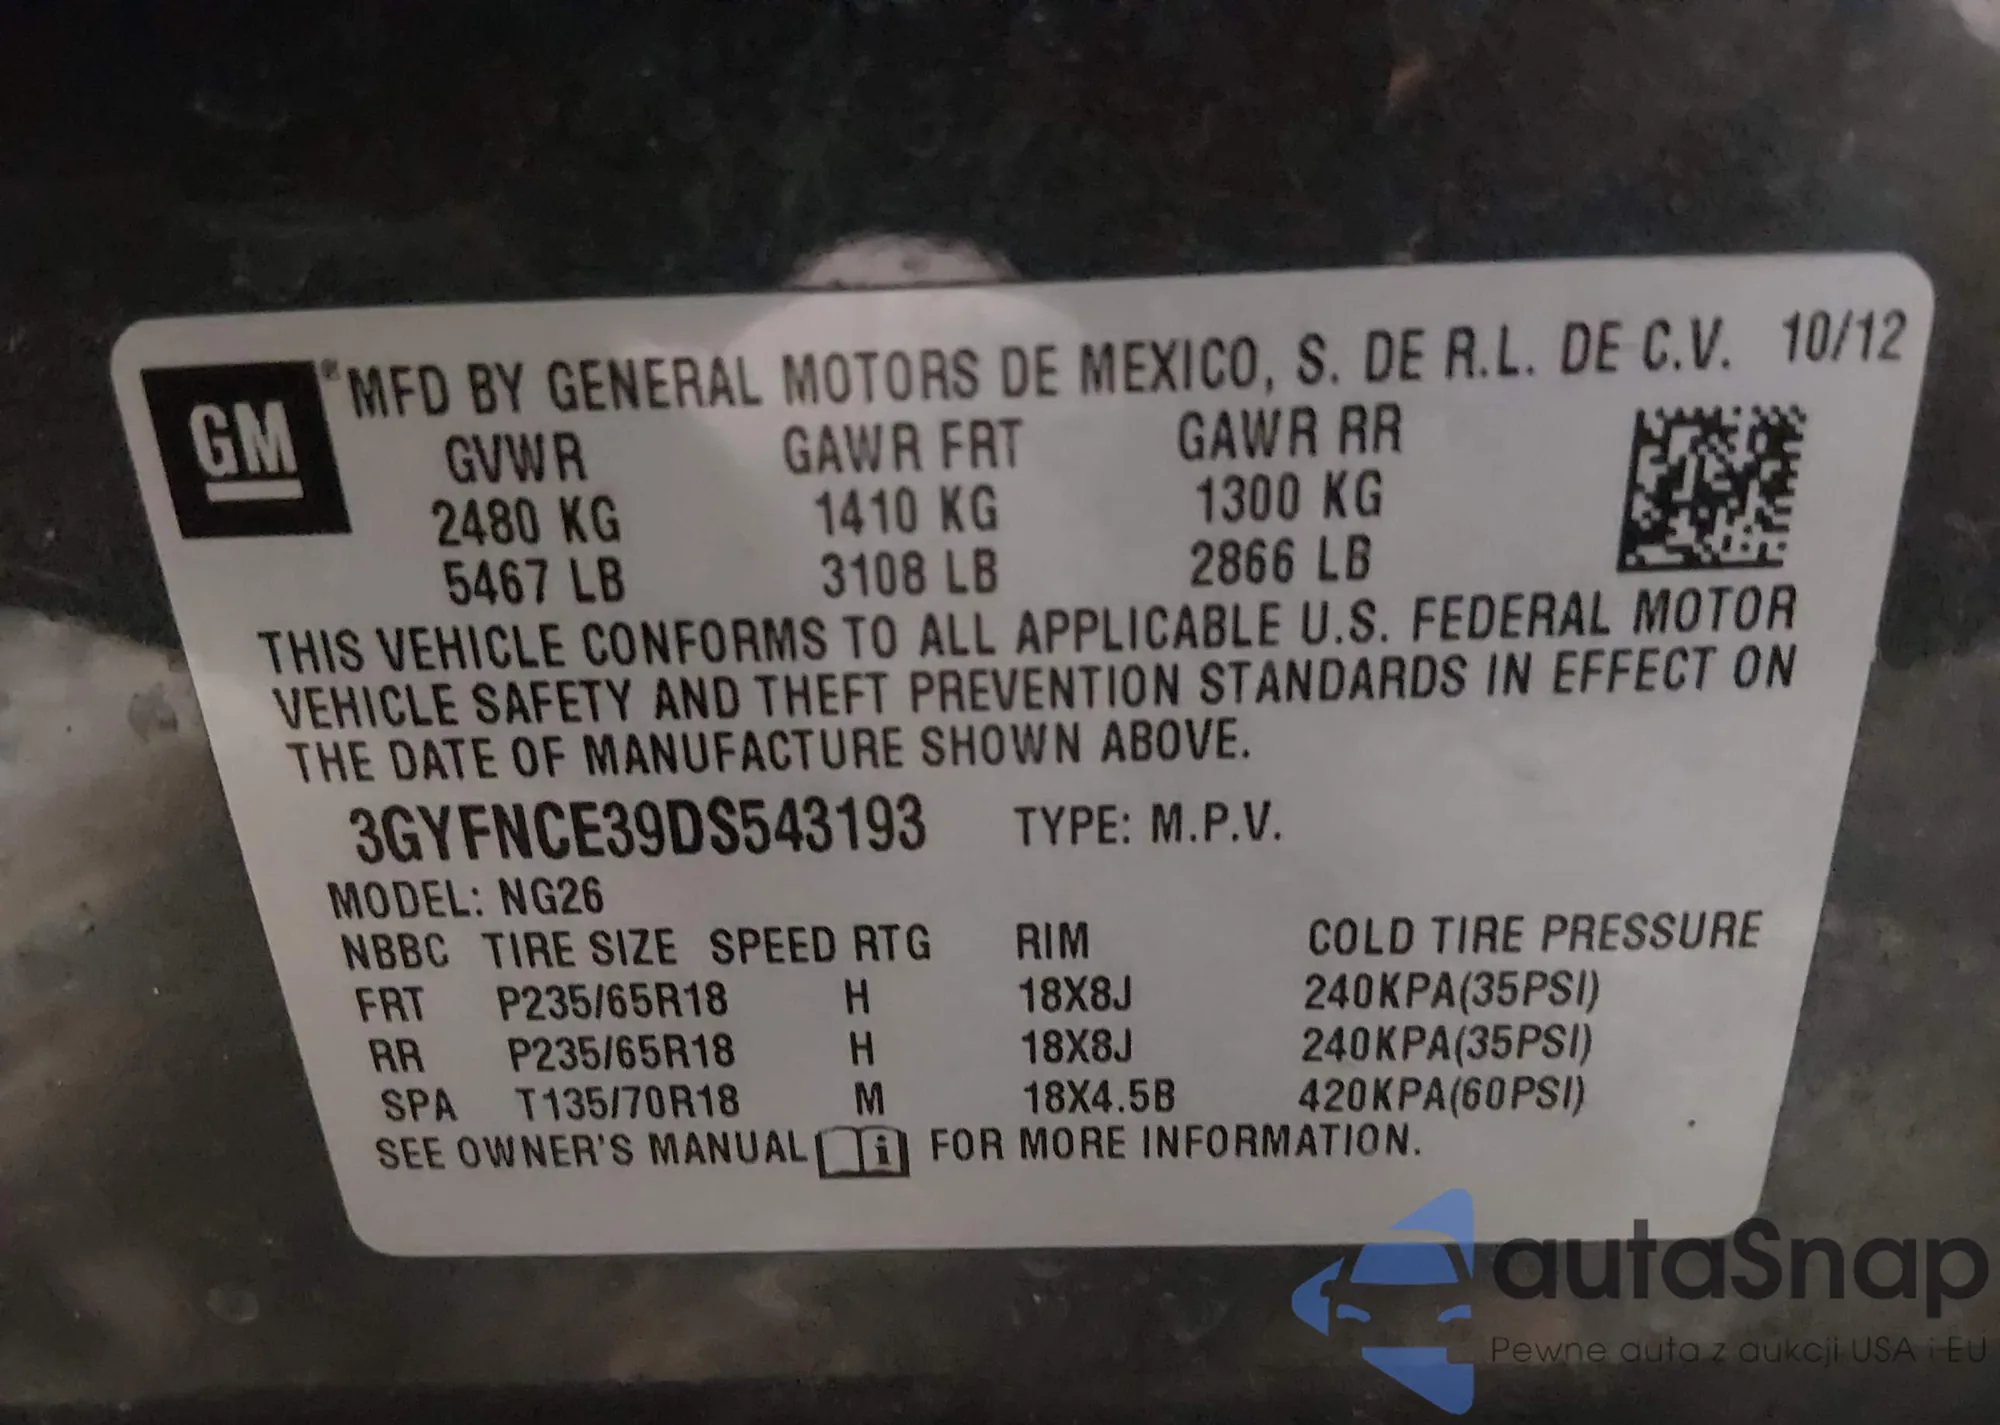 GM
® MFD BY GENERAL MOTORS DE MEXICO, S. DE R.L. DE C.V. 10/12
GVWR GAWR FRT GAWR RR
2480 KG 1410 KG 1300 KG
5467 LB 3108 LB 2866 LB
THIS VEHICLE CONFORMS TO ALL APPLICABLE U.S. FEDERAL MOTOR
VEHICLE SAFETY AND THEFT PREVENTION STANDARDS IN EFFECT ON
THE DATE OF MANUFACTURE SHOWN ABOVE.
3GYFNCE39DS543193 TYPE: M.P.V.
MODEL: NG26
NBBC TIRE SIZE SPEED RTG RIM COLD TIRE PRESSURE
FRT P235/65R18 H 18X8J 240KPA(35PSI)
RR P235/65R18 H 18X8J 240KPA(35PSI)
SPA T135/70R18 M 18X4.5B 420KPA(60PSI)
SEE OWNER'S MANUAL i FOR MORE INFORMATION.
autaSnap
Pewne auta z aukcji USA i EU